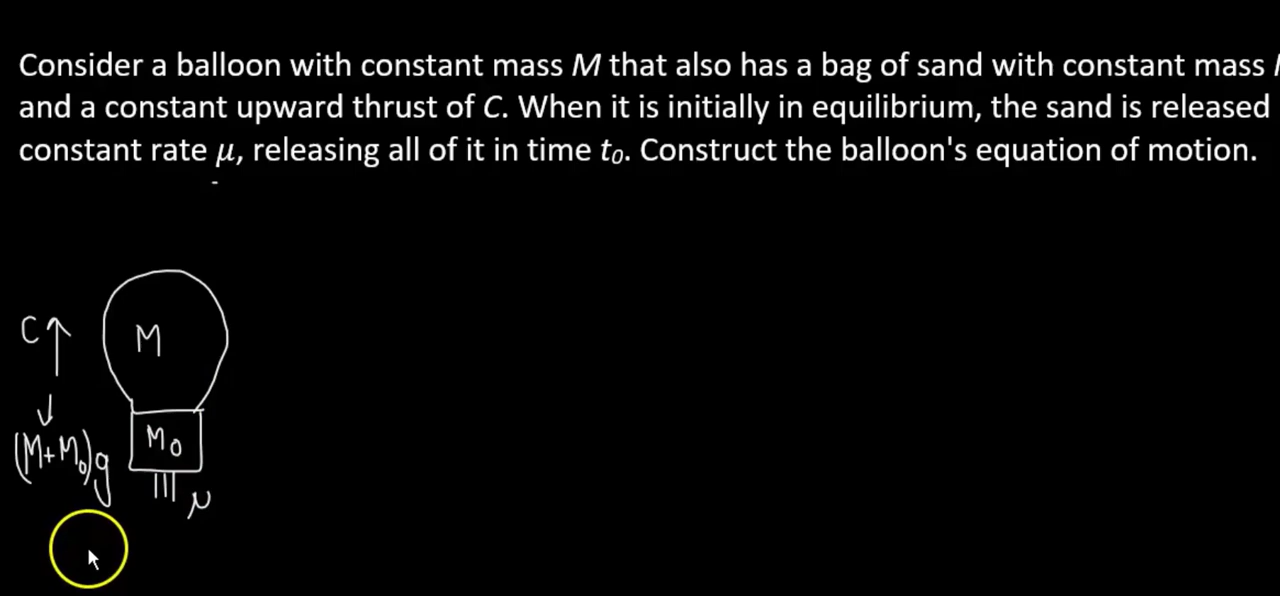 Consider a balloon with constant mass M that also has a bag of sand with constant mass
and a constant upward thrust of C. When it is initially in equilibrium, the sand is released
constant rate μ, releasing all of it in time t₀. Construct the balloon's equation of motion.
C↑
M
↓
(M+M₀)g
M₀
μ